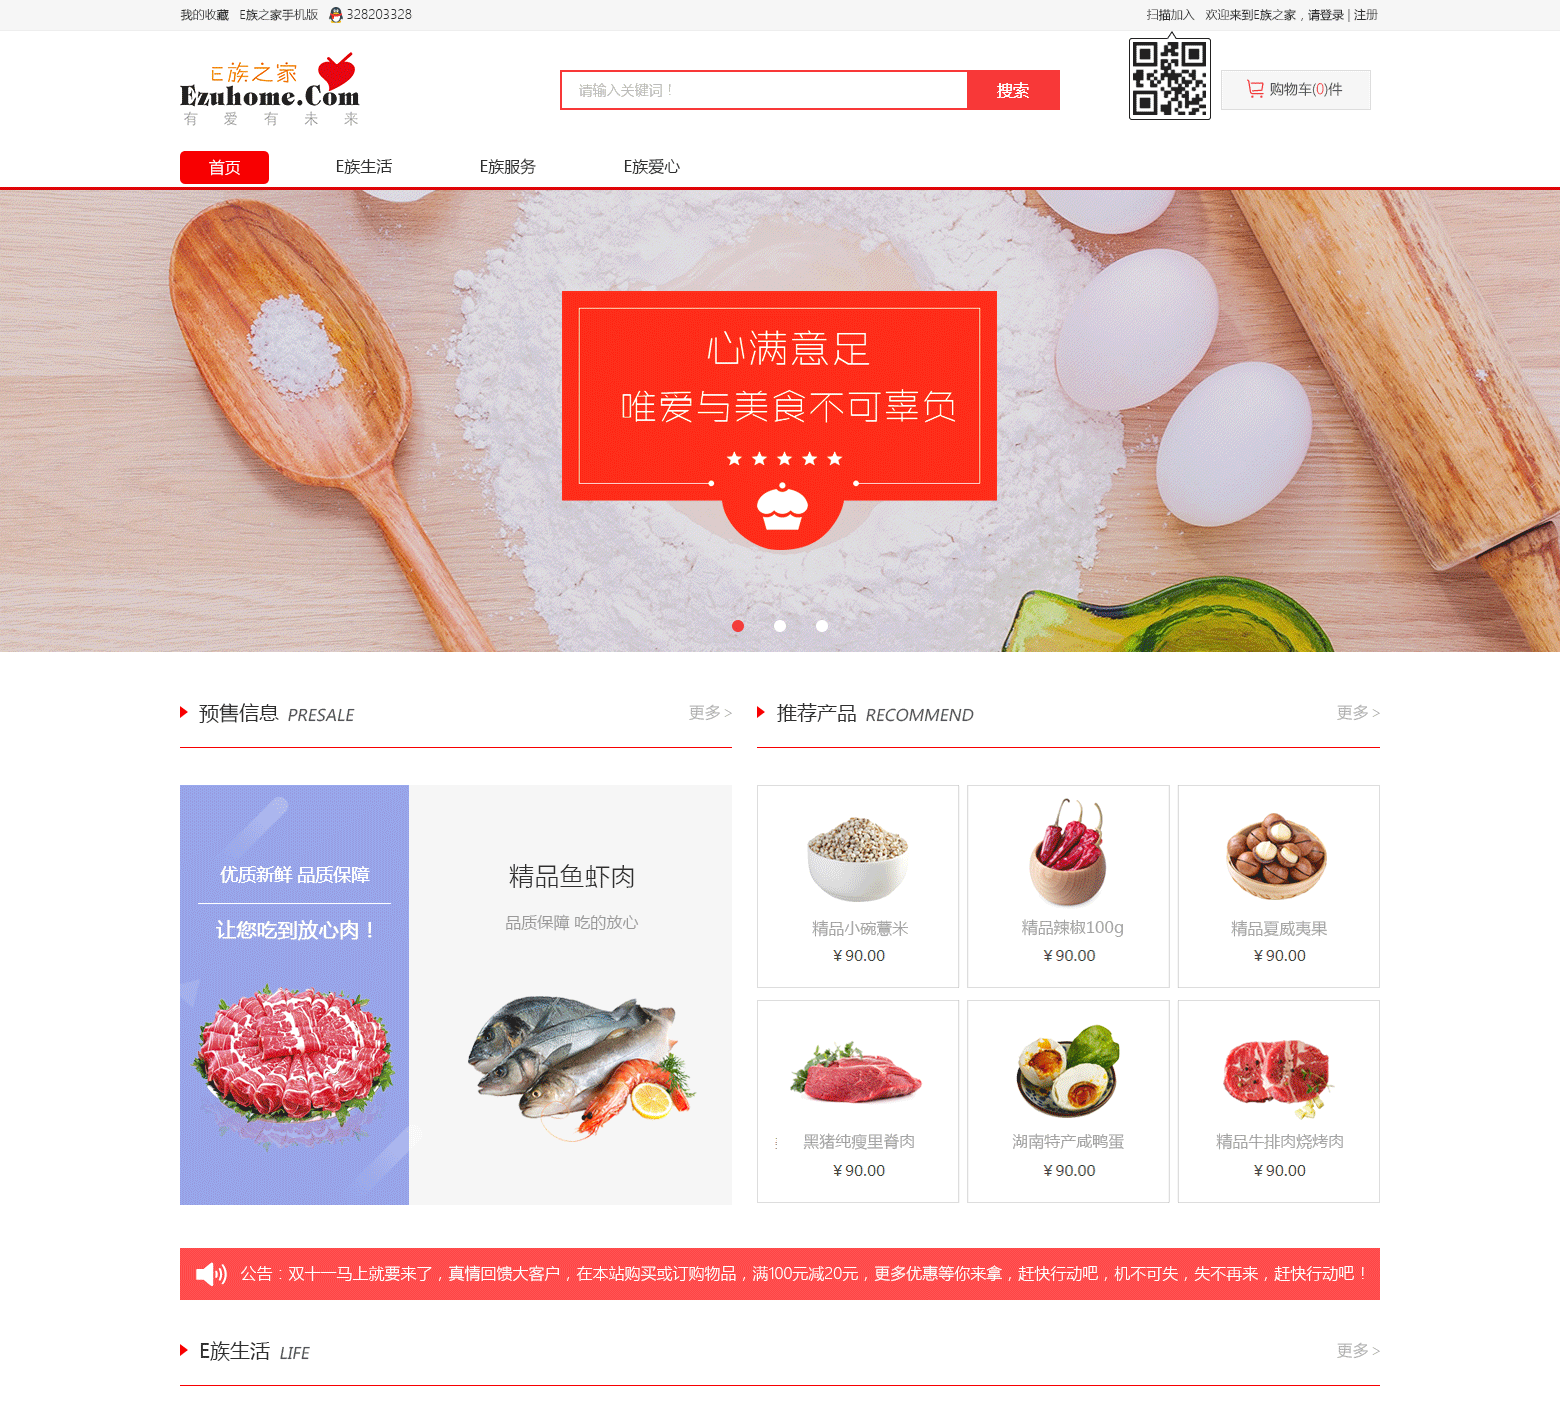 我的收藏 E族之家手机版 328203328
扫描加入 欢迎来到E族之家，请登录 | 注册
E族之家
Ezuhome.Com
有爱有未来
请输入关键词！
搜索
购物车(0)件
首页 E族生活 E族服务 E族爱心
心满意足
唯爱与美食不可辜负
预售信息 PRESALE 更多 >
推荐产品 RECOMMEND 更多 >
优质新鲜 品质保障
让您吃到放心肉！
精品鱼虾肉
品质保障 吃的放心
精品小碗薏米
¥ 90.00
精品辣椒100g
¥ 90.00
精品夏威夷果
¥ 90.00
黑猪纯瘦里脊肉
¥ 90.00
湖南特产咸鸭蛋
¥ 90.00
精品牛排肉烧烤肉
¥ 90.00
公告：双十一马上就要来了，真情回馈大客户，在本站购买或订购物品，满100元减20元，更多优惠等你来拿，赶快行动吧，机不可失，失不再来，赶快行动吧！
E族生活 LIFE 更多 >